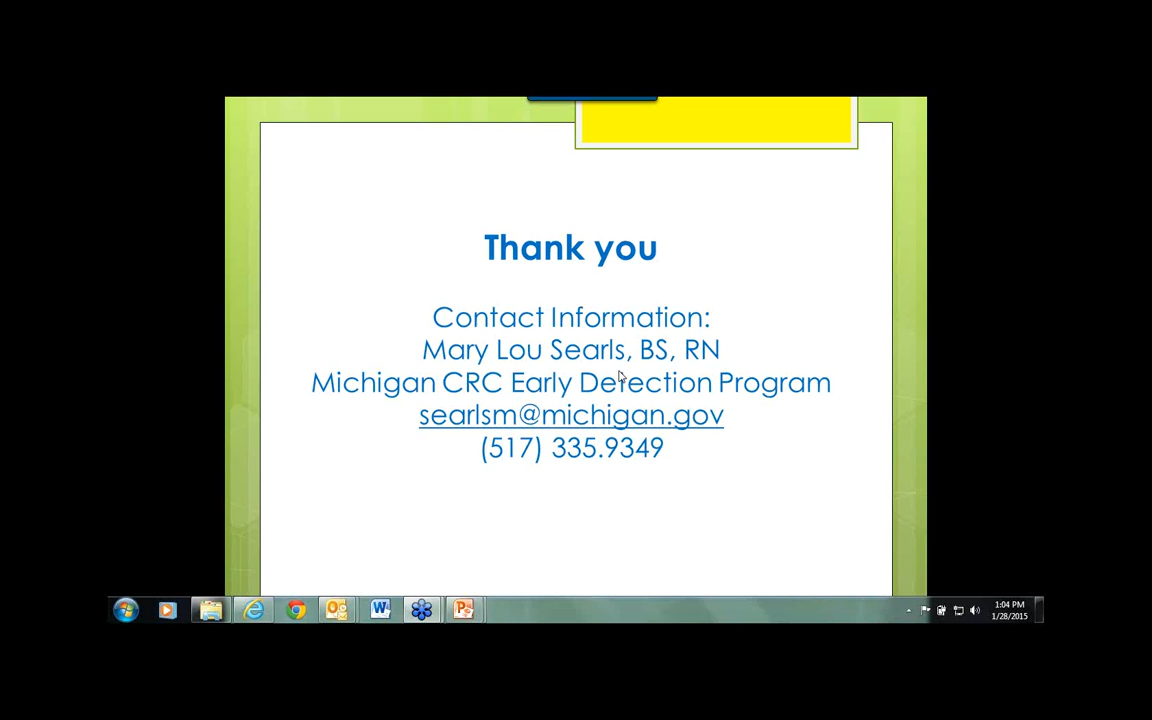 Thank you
Contact Information:
Mary Lou Searls, BS, RN
Michigan CRC Early Detection Program
searlsm@michigan.gov
(517) 335.9349
1:04 PM
1/28/2015